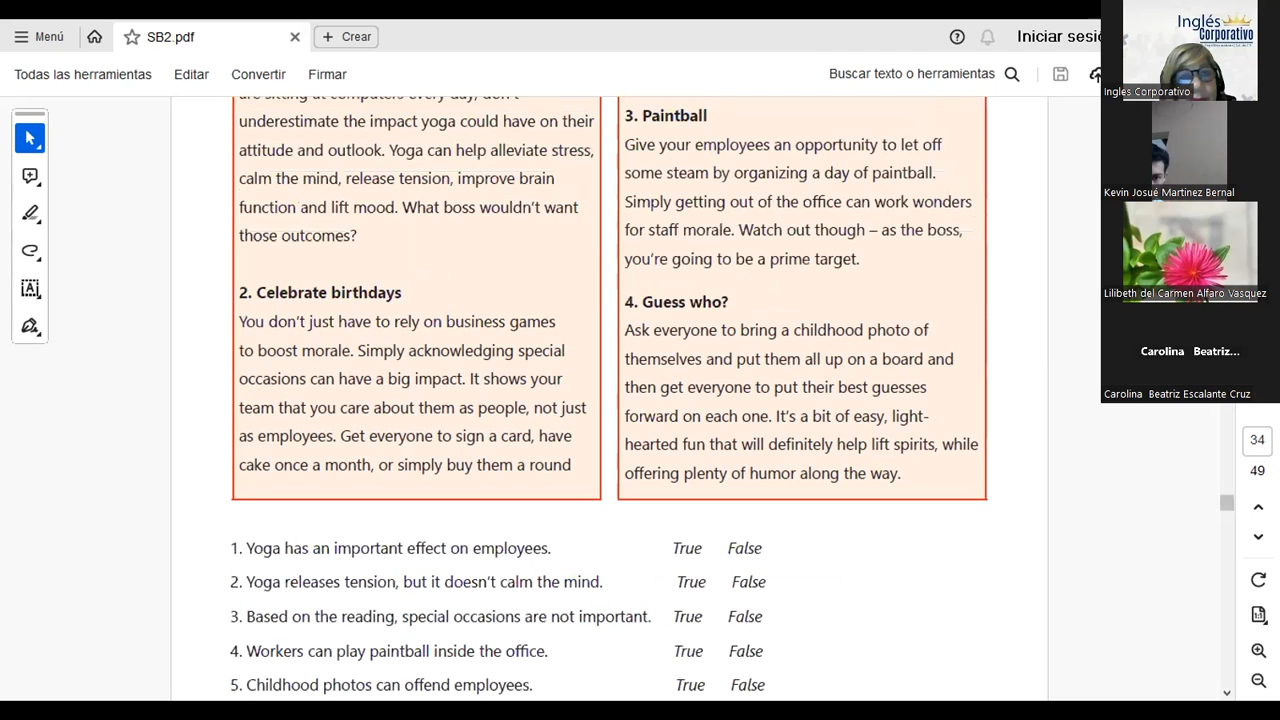 Menú
SB2.pdf
Crear
Iniciar sesió
Todas las herramientas
Editar
Convertir
Firmar
Buscar texto o herramientas
are sitting at computers every day, don't
underestimate the impact yoga could have on their
attitude and outlook. Yoga can help alleviate stress,
calm the mind, release tension, improve brain
function and lift mood. What boss wouldn't want
those outcomes?
2. Celebrate birthdays
You don't just have to rely on business games
to boost morale. Simply acknowledging special
occasions can have a big impact. It shows your
team that you care about them as people, not just
as employees. Get everyone to sign a card, have
cake once a month, or simply buy them a round
3. Paintball
Give your employees an opportunity to let off
some steam by organizing a day of paintball.
Simply getting out of the office can work wonders
for staff morale. Watch out though – as the boss,
you're going to be a prime target.
4. Guess who?
Ask everyone to bring a childhood photo of
themselves and put them all up on a board and
then get everyone to put their best guesses
forward on each one. It's a bit of easy, light-
hearted fun that will definitely help lift spirits, while
offering plenty of humor along the way.
1. Yoga has an important effect on employees. True False
2. Yoga releases tension, but it doesn't calm the mind. True False
3. Based on the reading, special occasions are not important. True False
4. Workers can play paintball inside the office. True False
5. Childhood photos can offend employees. True False
Inglés
Corporativo
Ingles Corporativo
Kevin Josué Martinez Bernal
Lilibeth del Carmen Alfaro Vasquez
Carolina Beatriz...
Carolina Beatriz Escalante Cruz
34
49